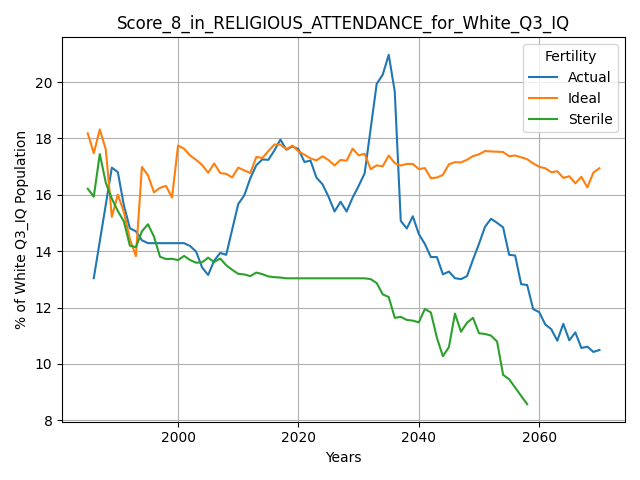 Score_8_in_RELIGIOUS_ATTENDANCE_for_White_Q3_IQ
% of White Q3_IQ Population
20
18
16
14
12
10
8
Fertility
Actual
Ideal
Sterile
2000
2020
2040
2060
Years